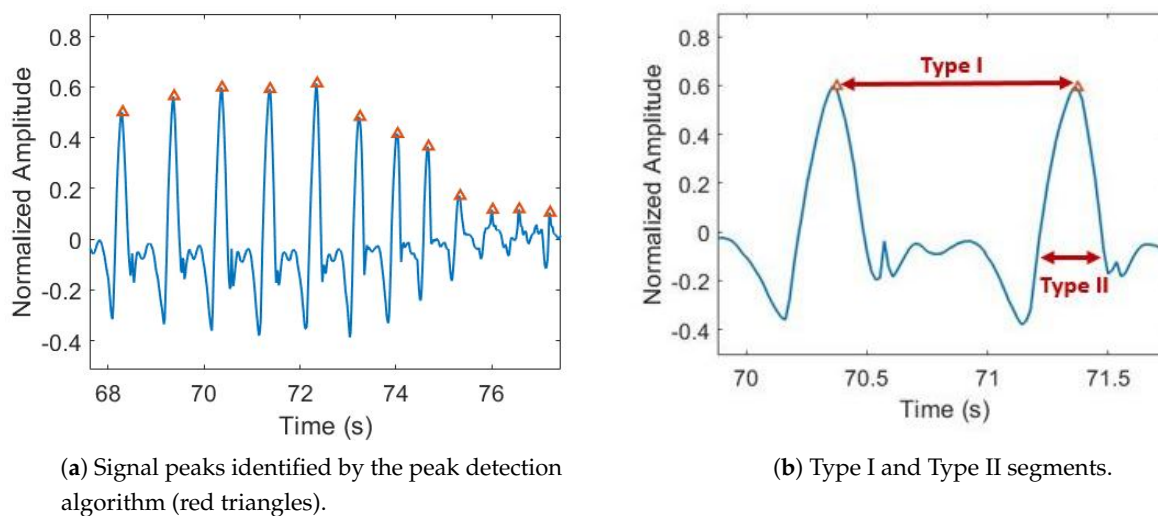 0.8
0.6
0.4
0.2
0
-0.2
-0.4
Normalized Amplitude
68 70 72 74 76
Time (s)
(a) Signal peaks identified by the peak detection
algorithm (red triangles).
0.8
0.6
0.4
0.2
0
-0.2
-0.4
Normalized Amplitude
Type I
Type II
70 70.5 71 71.5
Time (s)
(b) Type I and Type II segments.